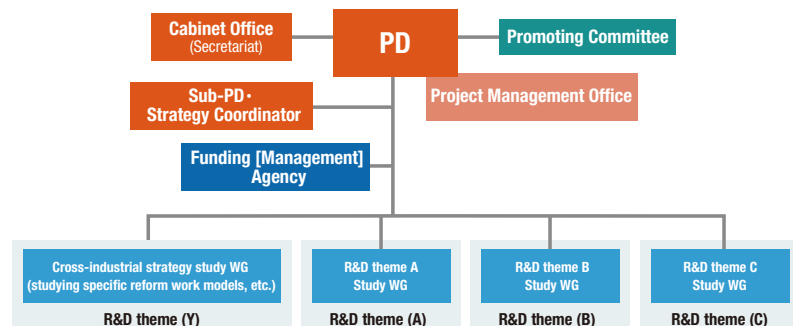 Cabinet Office
(Secretariat)
PD
Promoting Committee
Sub-PD・
Strategy Coordinator
Project Management Office
Funding [Management]
Agency
Cross-industrial strategy study WG
(studying specific reform work models, etc.)
R&D theme (Y)
R&D theme A
Study WG
R&D theme (A)
R&D theme B
Study WG
R&D theme (B)
R&D theme C
Study WG
R&D theme (C)